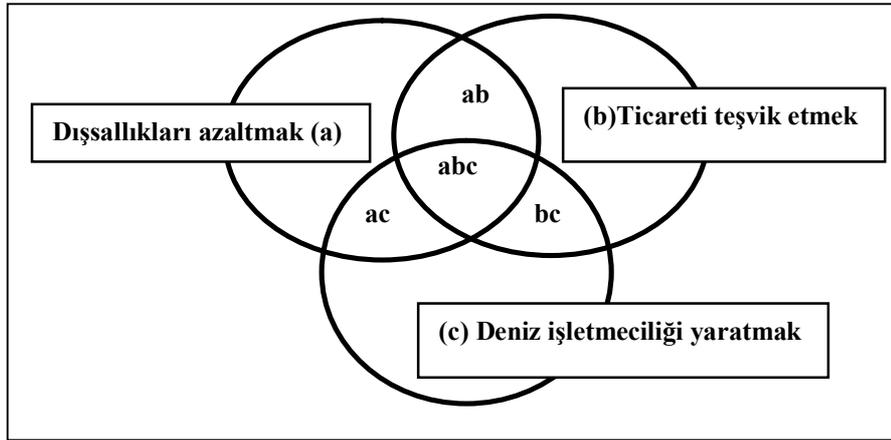 ab
(b)Ticareti teşvik etmek
Dışsallıkları azaltmak (a)
abc
ac
bc
(c) Deniz işletmeciliği yaratmak